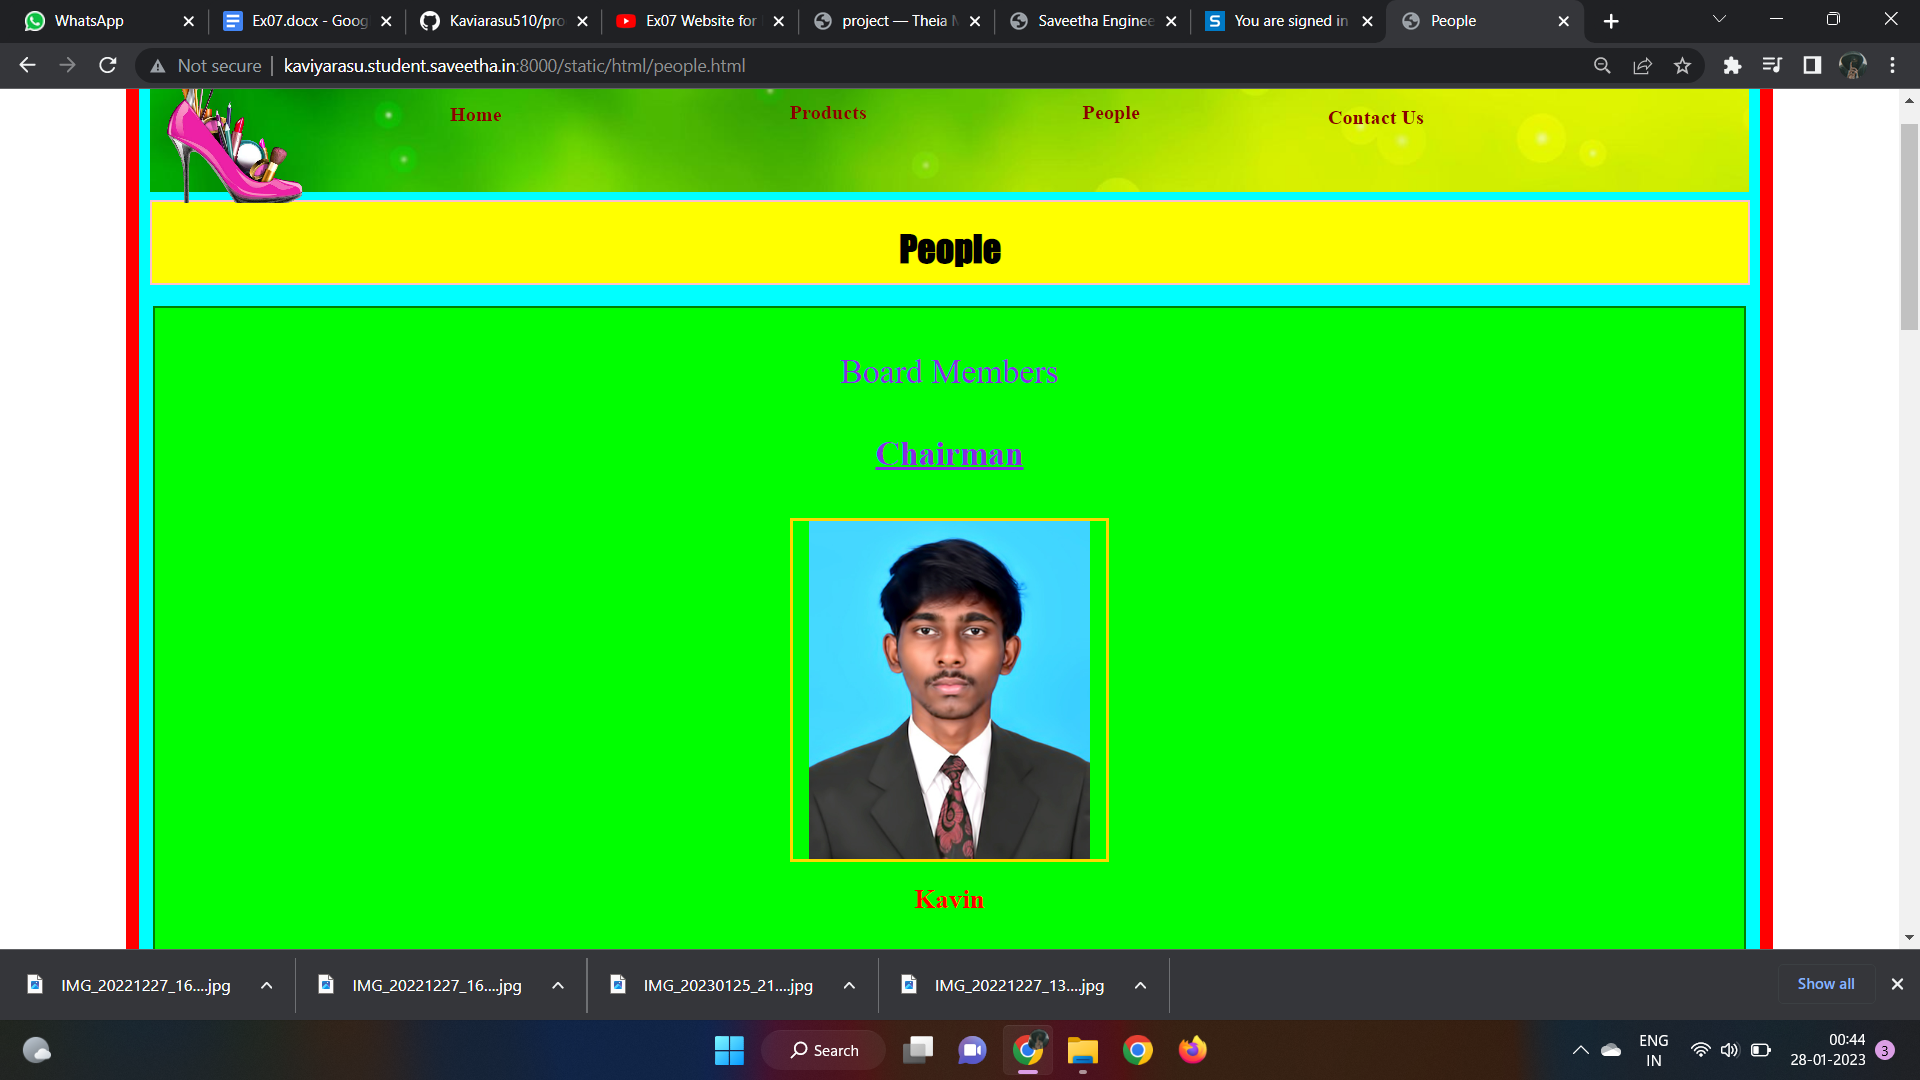 WhatsApp
Ex07.docx - Goog
Kaviarasu510/pro
Ex07 Website for
project — Theia
Saveetha Enginee
S
You are signed in
People
Not secure
kaviyarasu.student.saveetha.in:8000/static/html/people.html
Home
Products
People
Contact Us
People
Board Members
Chairman
Kavin
IMG_20221227_16....jpg
IMG_20221227_16....jpg
IMG_20230125_21....jpg
IMG_20221227_13....jpg
Show all
Search
ENG
IN
00:44
28-01-2023
3